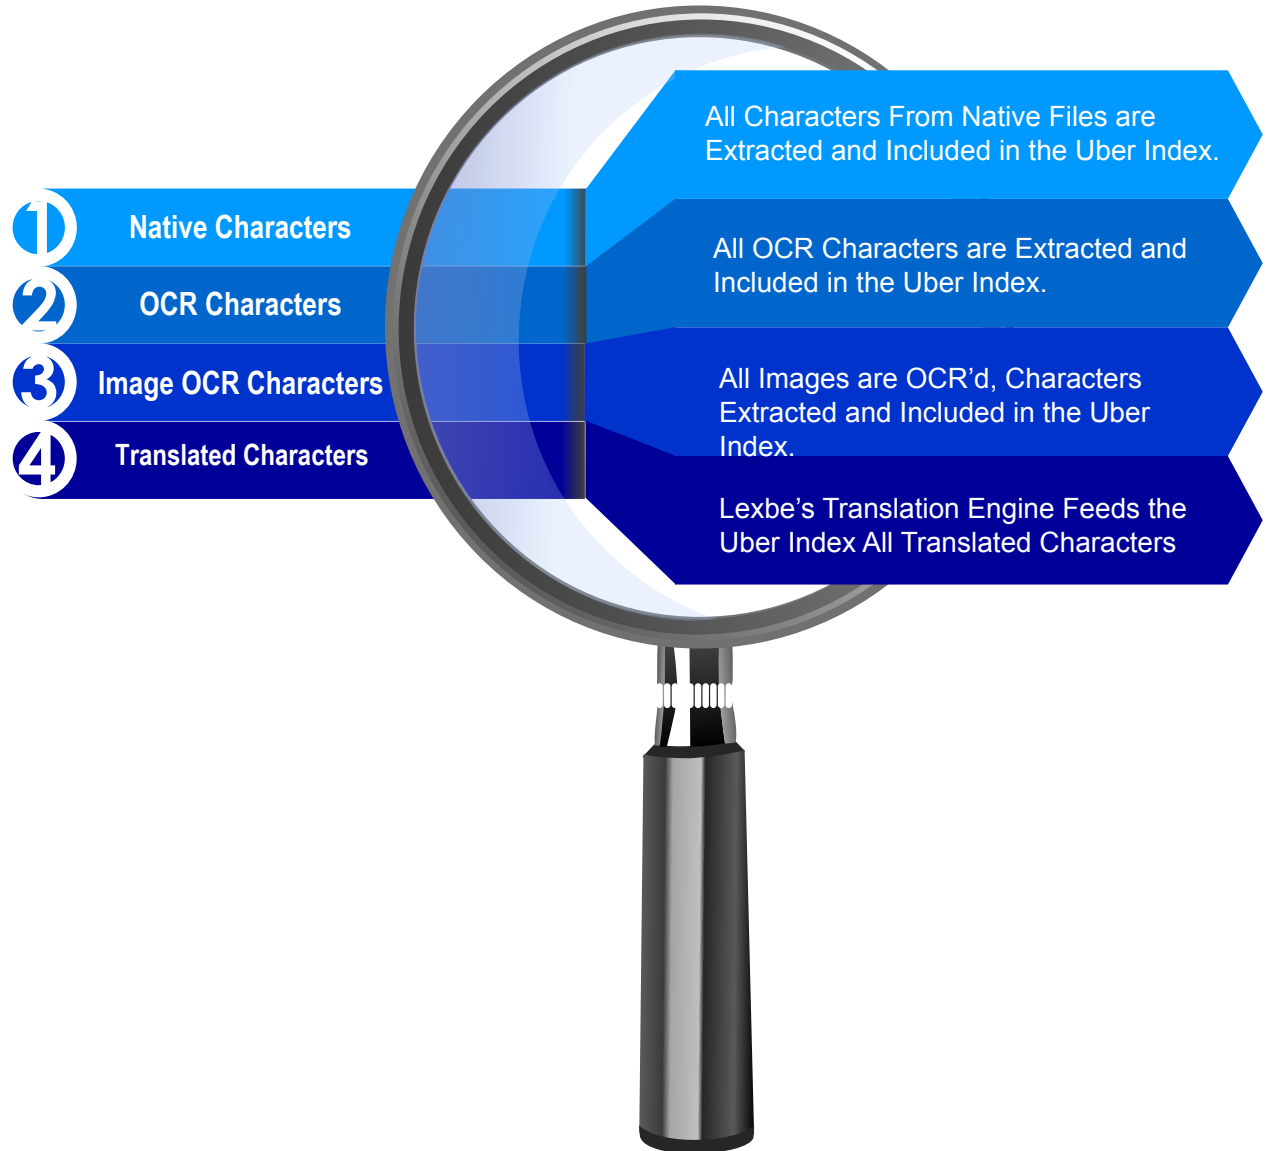 1
Native Characters
All Characters From Native Files are
Extracted and Included in the Uber Index.
2
OCR Characters
All OCR Characters are Extracted and
Included in the Uber Index.
3
Image OCR Characters
All Images are OCR’d, Characters
Extracted and Included in the Uber
Index.
4
Translated Characters
Lexbe’s Translation Engine Feeds the
Uber Index All Translated Characters